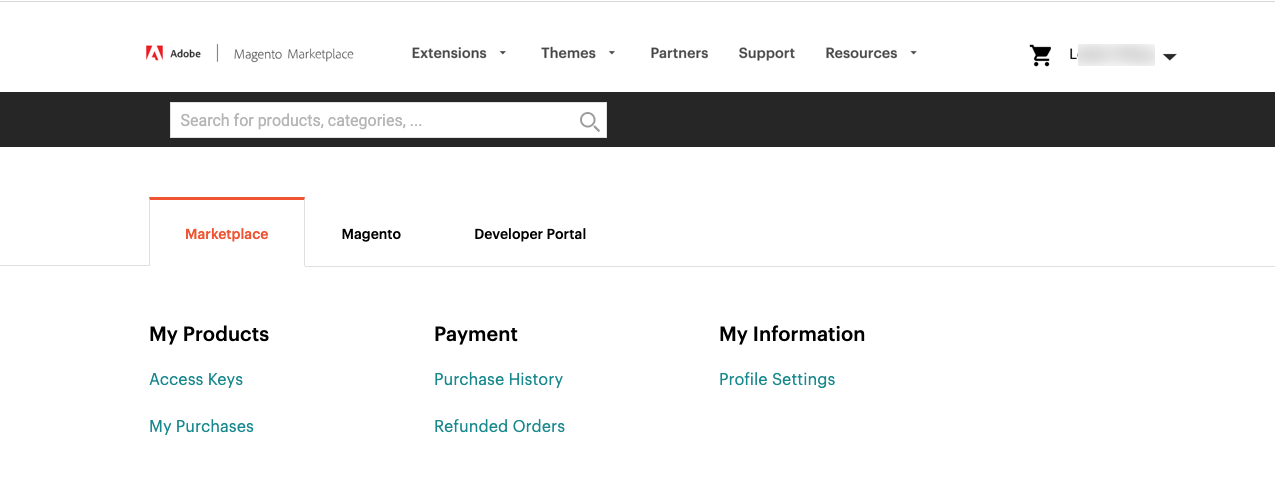 Adobe | Magento Marketplace Extensions Themes Partners Support Resources
Search for products, categories, ...
Marketplace Magento Developer Portal
My Products Payment My Information
Access Keys Purchase History Profile Settings
My Purchases Refunded Orders